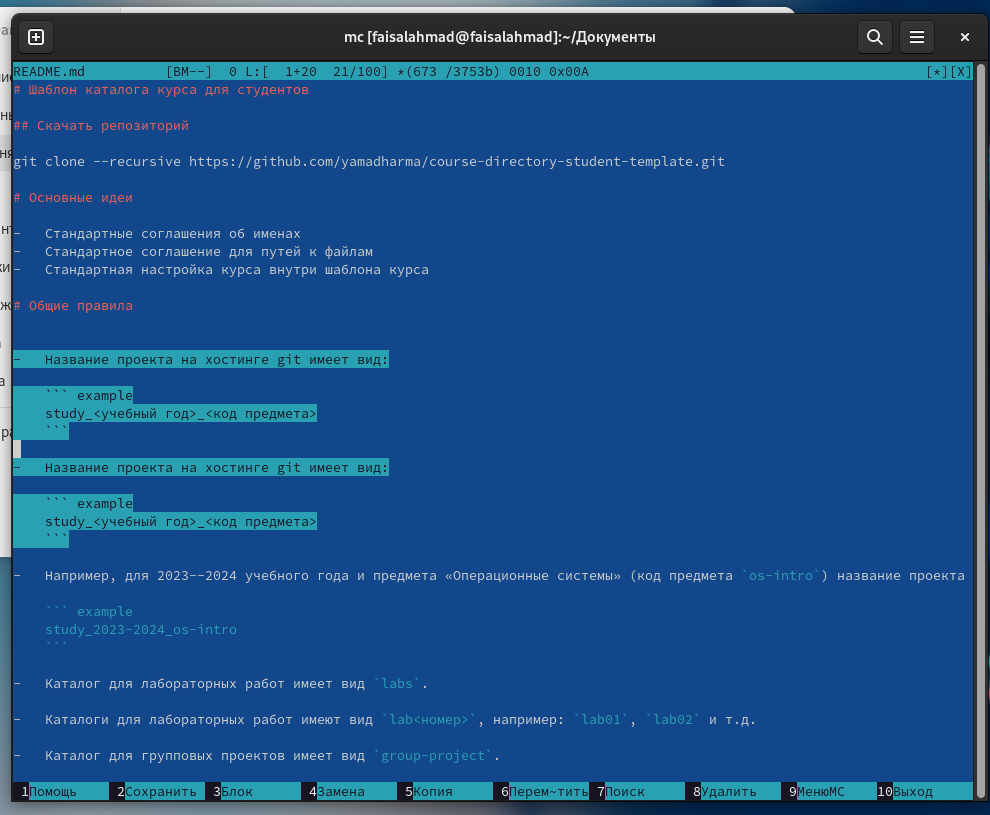 mc [faisalahmad@faisalahmad]:~/Документы
README.md [BM--] 0 L:[ 1+20 21/100] *(673 /3753b) 0010 0x00A [*][X]
# Шаблон каталога курса для студентов
## Скачать репозиторий
git clone --recursive https://github.com/yamadharma/course-directory-student-template.git
# Основные идеи
- Стандартные соглашения об именах
- Стандартное соглашение для путей к файлам
- Стандартная настройка курса внутри шаблона курса
# Общие правила
- Название проекта на хостинге git имеет вид:
``` example
study_<учебный год>_<код предмета>
```
- Название проекта на хостинге git имеет вид:
``` example
study_<учебный год>_<код предмета>
```
- Например, для 2023--2024 учебного года и предмета «Операционные системы» (код предмета `os-intro`) название проекта
``` example
study_2023-2024_os-intro
```
- Каталог для лабораторных работ имеет вид `labs`.
- Каталоги для лабораторных работ имеют вид `lab<номер>`, например: `lab01`, `lab02` и т.д.
- Каталог для групповых проектов имеет вид `group-project`.
1Помощь 2Сохранить 3Блок 4Замена 5Копия 6Перем~тить 7Поиск 8Удалить 9МенюMC 10Выход